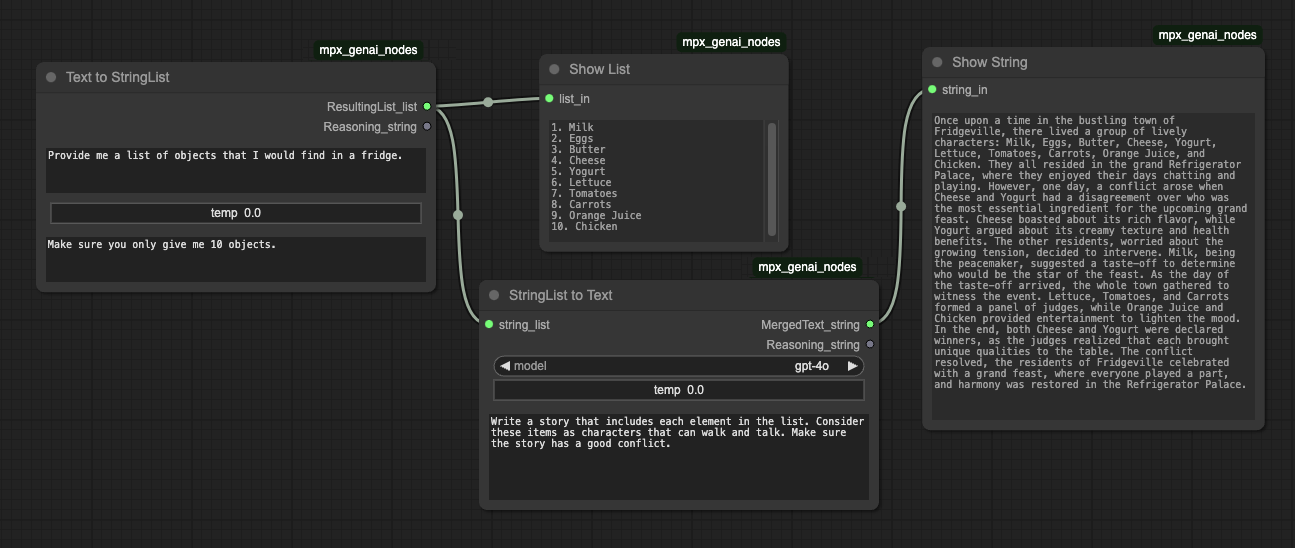 mpx_genai_nodes
Text to StringList
ResultingList_list
Reasoning_string
Provide me a list of objects that I would find in a fridge.
temp 0.0
Make sure you only give me 10 objects.
mpx_genai_nodes
Show List
list_in
1. Milk
2. Eggs
3. Butter
4. Cheese
5. Yogurt
6. Lettuce
7. Tomatoes
8. Carrots
9. Orange Juice
10. Chicken
mpx_genai_nodes
StringList to Text
string_list
MergedText_string
Reasoning_string
model gpt-4o
temp 0.0
Write a story that includes each element in the list. Consider
these items as characters that can walk and talk. Make sure
the story has a good conflict.
mpx_genai_nodes
Show String
string_in
Once upon a time in the bustling town of
Fridgeville, there lived a group of lively
characters: Milk, Eggs, Butter, Cheese, Yogurt,
Lettuce, Tomatoes, Carrots, Orange Juice, and
Chicken. They all resided in the grand Refrigerator
Palace, where they enjoyed their days chatting and
playing. However, one day, a conflict arose when
Cheese and Yogurt had a disagreement over who was
the most essential ingredient for the upcoming grand
feast. Cheese boasted about its rich flavor, while
Yogurt argued about its creamy texture and health
benefits. The other residents, worried about the
growing tension, decided to intervene. Milk, being
the peacemaker, suggested a taste-off to determine
who would be the star of the feast. As the day of
the taste-off arrived, the whole town gathered to
witness the event. Lettuce, Tomatoes, and Carrots
formed a panel of judges, while Orange Juice and
Chicken provided entertainment to lighten the mood.
In the end, both Cheese and Yogurt were declared
winners, as the judges realized that each brought
unique qualities to the table. The conflict
resolved, the residents of Fridgeville celebrated
with a grand feast, where everyone played a part,
and harmony was restored in the Refrigerator Palace.